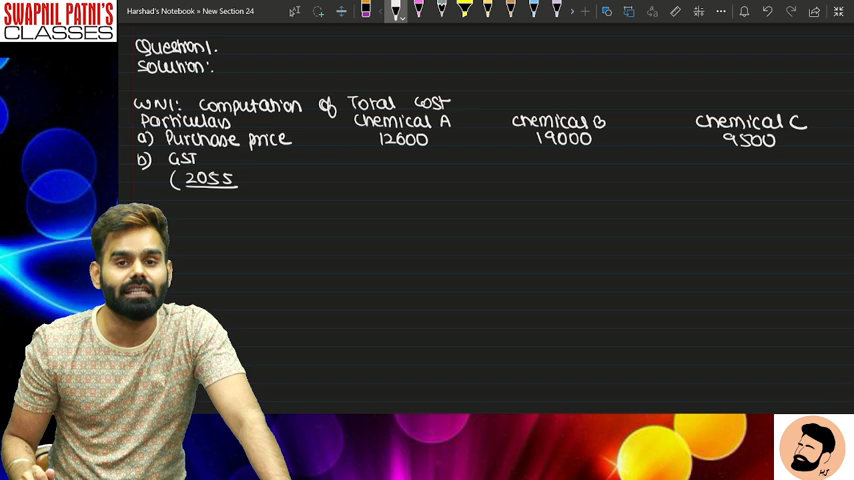 SWAPNIL PATNI'S
CLASSES
Harshad's Notebook » New Section 24
Question 1.
Solution:
WN1: Computation of Total Cost
Particulars Chemical A Chemical B Chemical C
a) Purchase price 12600 19000 9500
b) GST
( 2055
HJ